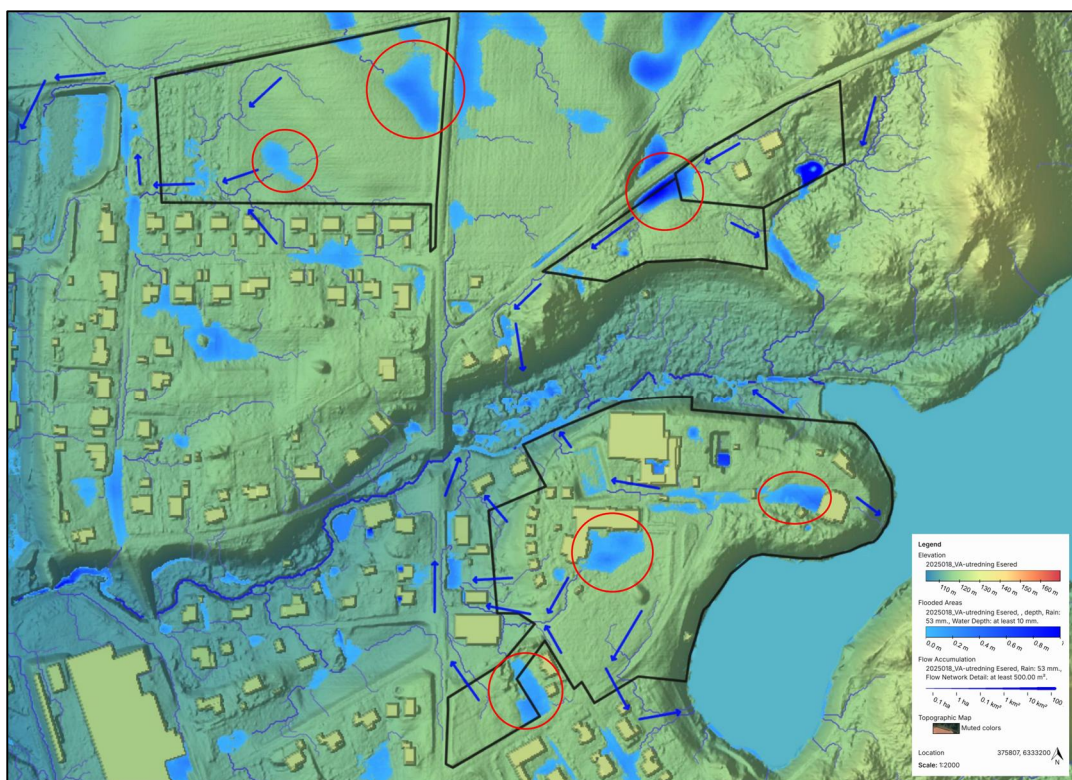 Legend
Elevation
2025018_VA-utredning Esered
110 m 120 m 130 m 140 m 150 m 160 m
Flooded Areas
2025018_VA-utredning Esered, , depth, Rain:
53 mm., Water Depth: at least 10 mm.
0.0 m 0.2 m 0.4 m 0.6 m 0.8 m 1
Flow Accumulation
2025018_VA-utredning Esered, Rain: 53 mm.,
Flow Network Detail: at least 500.00 m².
0.1 ha 1 ha 0.1 km² 1 km² 10 km² 100
Topographic Map
Muted colors
Location 375807, 6333200
Scale: 1:2000
N